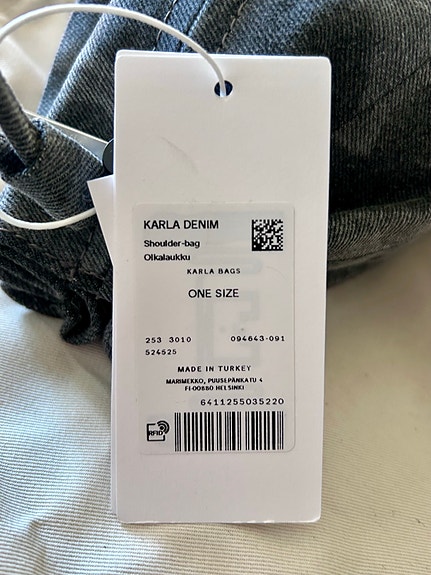 KARLA DENIM
Shoulder-bag
Olkalaukku
KARLA BAGS
ONE SIZE
253 3010 094643-091
524525
MADE IN TURKEY
MARIMEKKO, PUUSEPÄNKATU 4
FI-00880 HELSINKI
6411255035220
RFID